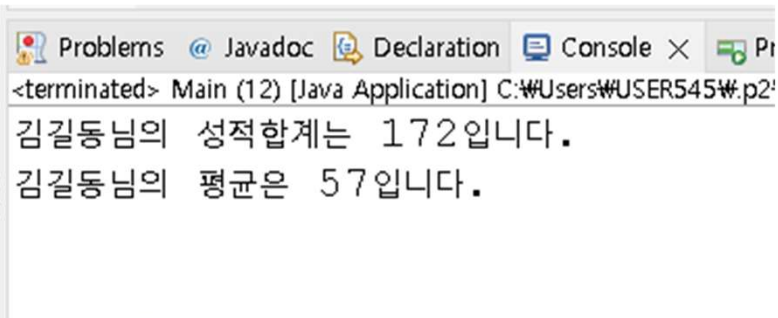 Problems @ Javadoc Declaration Console
<terminated> Main (12) [Java Application] C:₩Users₩USER545₩.p2
김길동님의 성적합계는 172입니다.
김길동님의 평균은 57입니다.